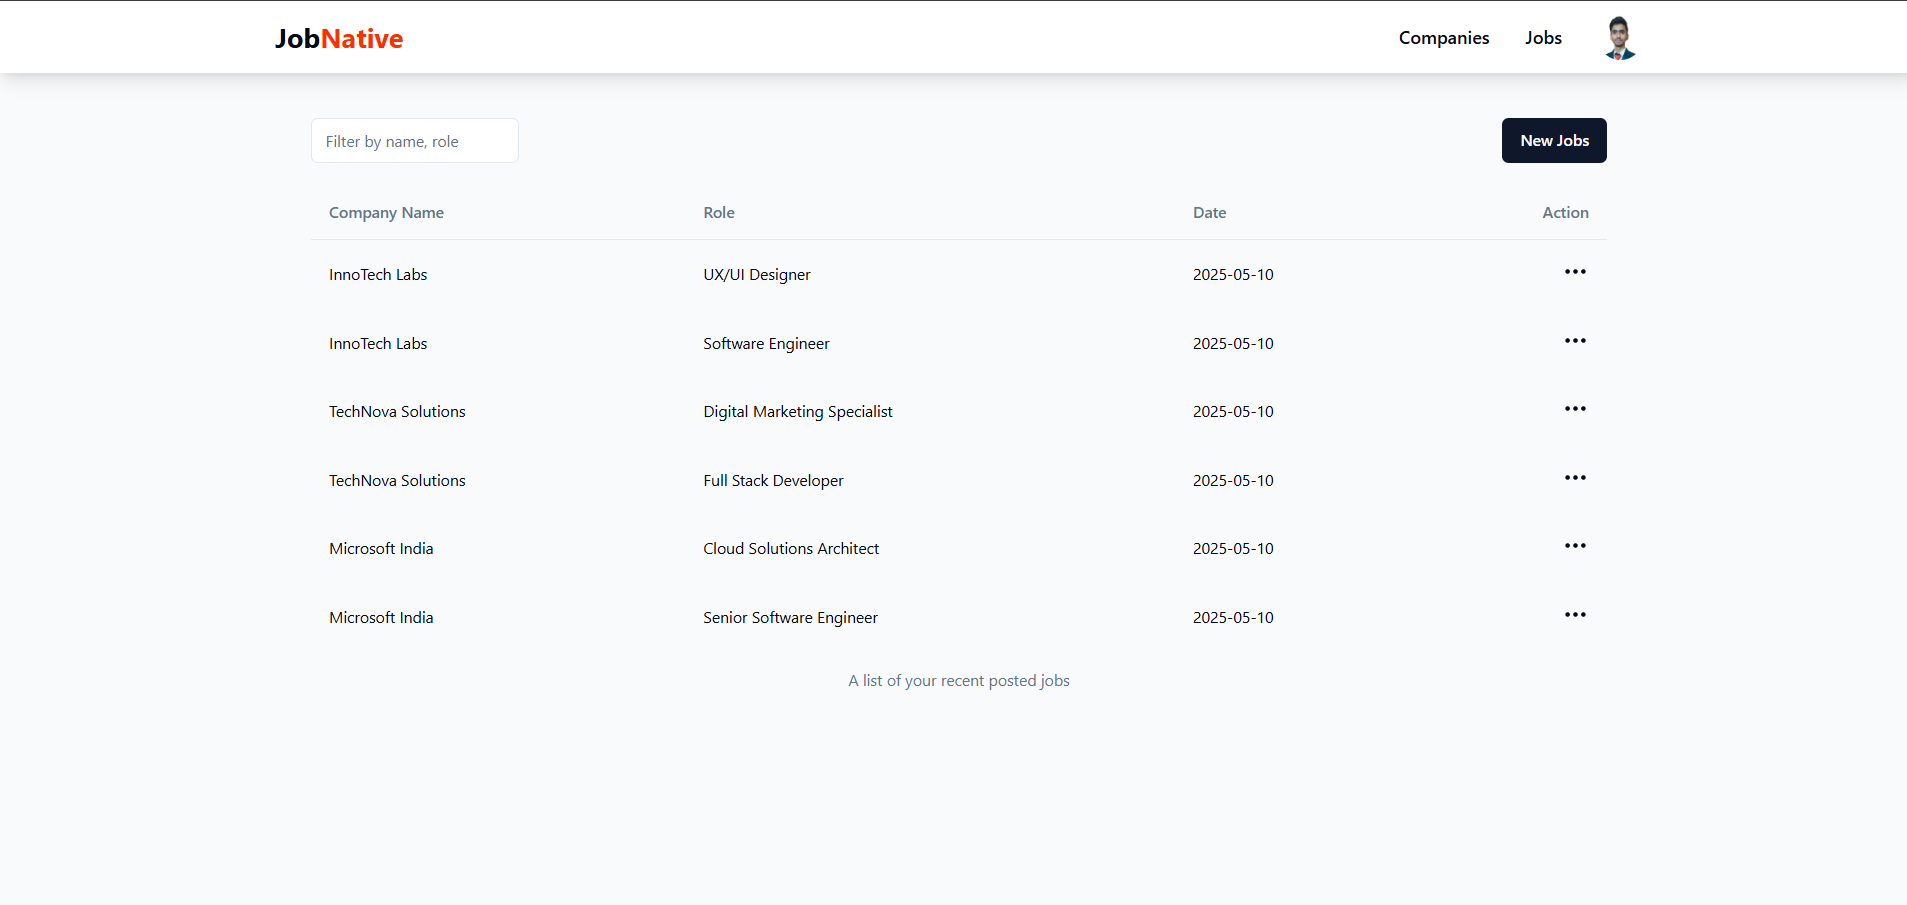 JobNative Companies Jobs
Filter by name, role New Jobs
Company Name Role Date Action
InnoTech Labs UX/UI Designer 2025-05-10
InnoTech Labs Software Engineer 2025-05-10
TechNova Solutions Digital Marketing Specialist 2025-05-10
TechNova Solutions Full Stack Developer 2025-05-10
Microsoft India Cloud Solutions Architect 2025-05-10
Microsoft India Senior Software Engineer 2025-05-10
A list of your recent posted jobs